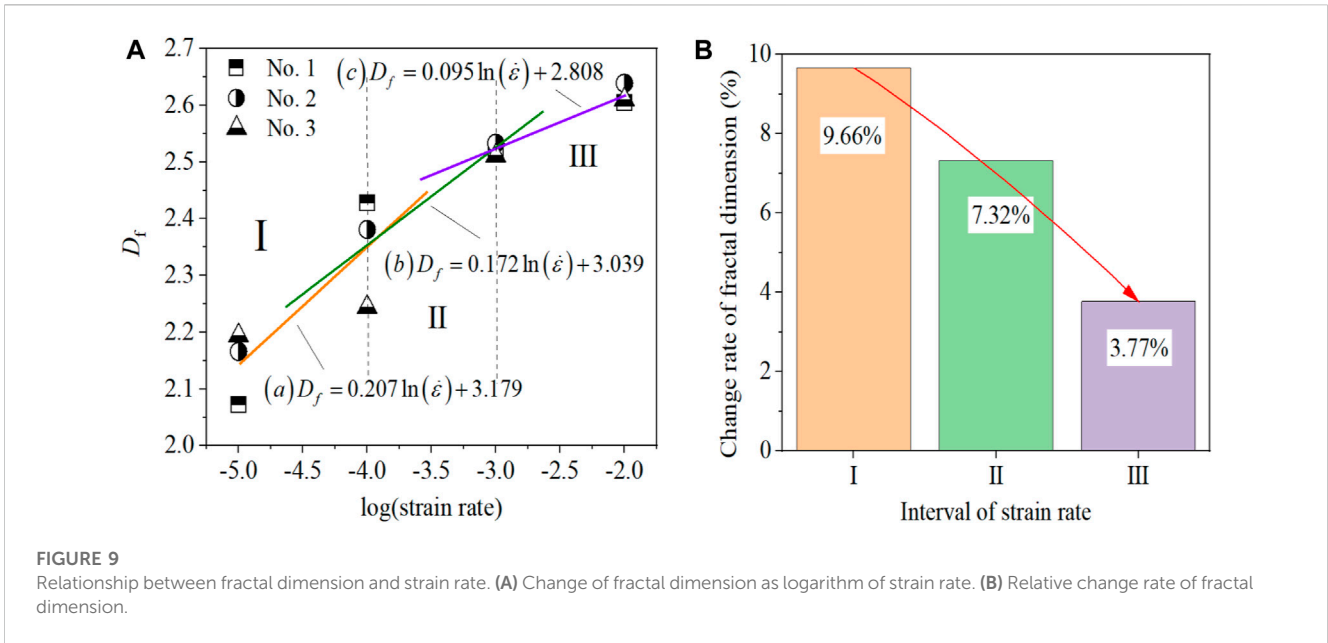 A
2.7
2.6
2.5
2.4
2.3
2.2
2.1
2.0
D_f
No. 1
No. 2
No. 3
(c) D_f = 0.095 ln(ε̇) + 2.808
III
I
(b) D_f = 0.172 ln(ε̇) + 3.039
II
(a) D_f = 0.207 ln(ε̇) + 3.179
-5.0 -4.5 -4.0 -3.5 -3.0 -2.5 -2.0
log(strain rate)
B
10
8
6
4
2
0
Change rate of fractal dimension (%)
9.66%
7.32%
3.77%
I II III
Interval of strain rate
FIGURE 9
Relationship between fractal dimension and strain rate. (A) Change of fractal dimension as logarithm of strain rate. (B) Relative change rate of fractal
dimension.